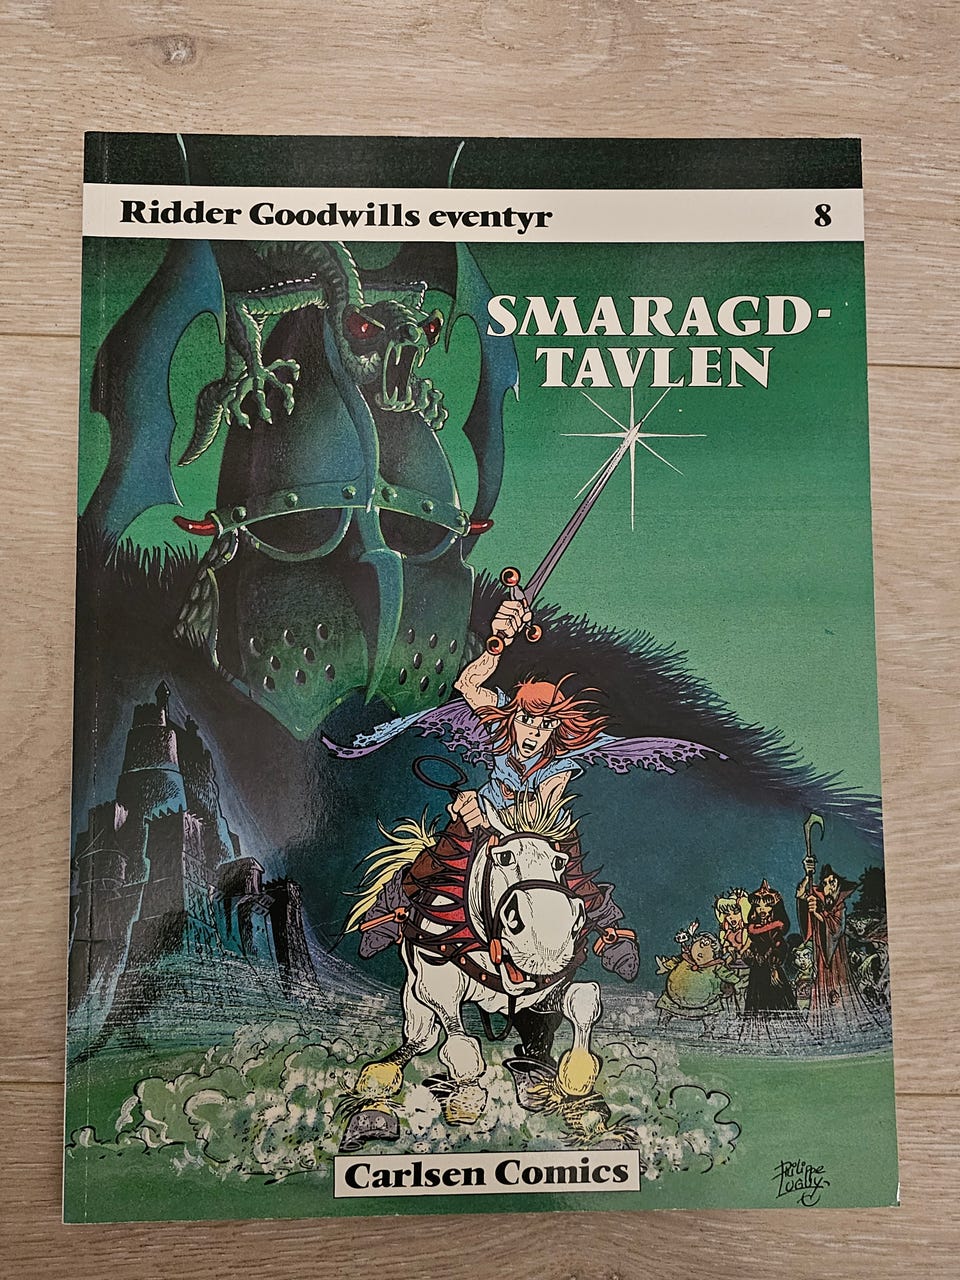 Ridder Goodwills eventyr 8
SMARAGD-
TAVLEN
Carlsen Comics
Philippe
Luguy